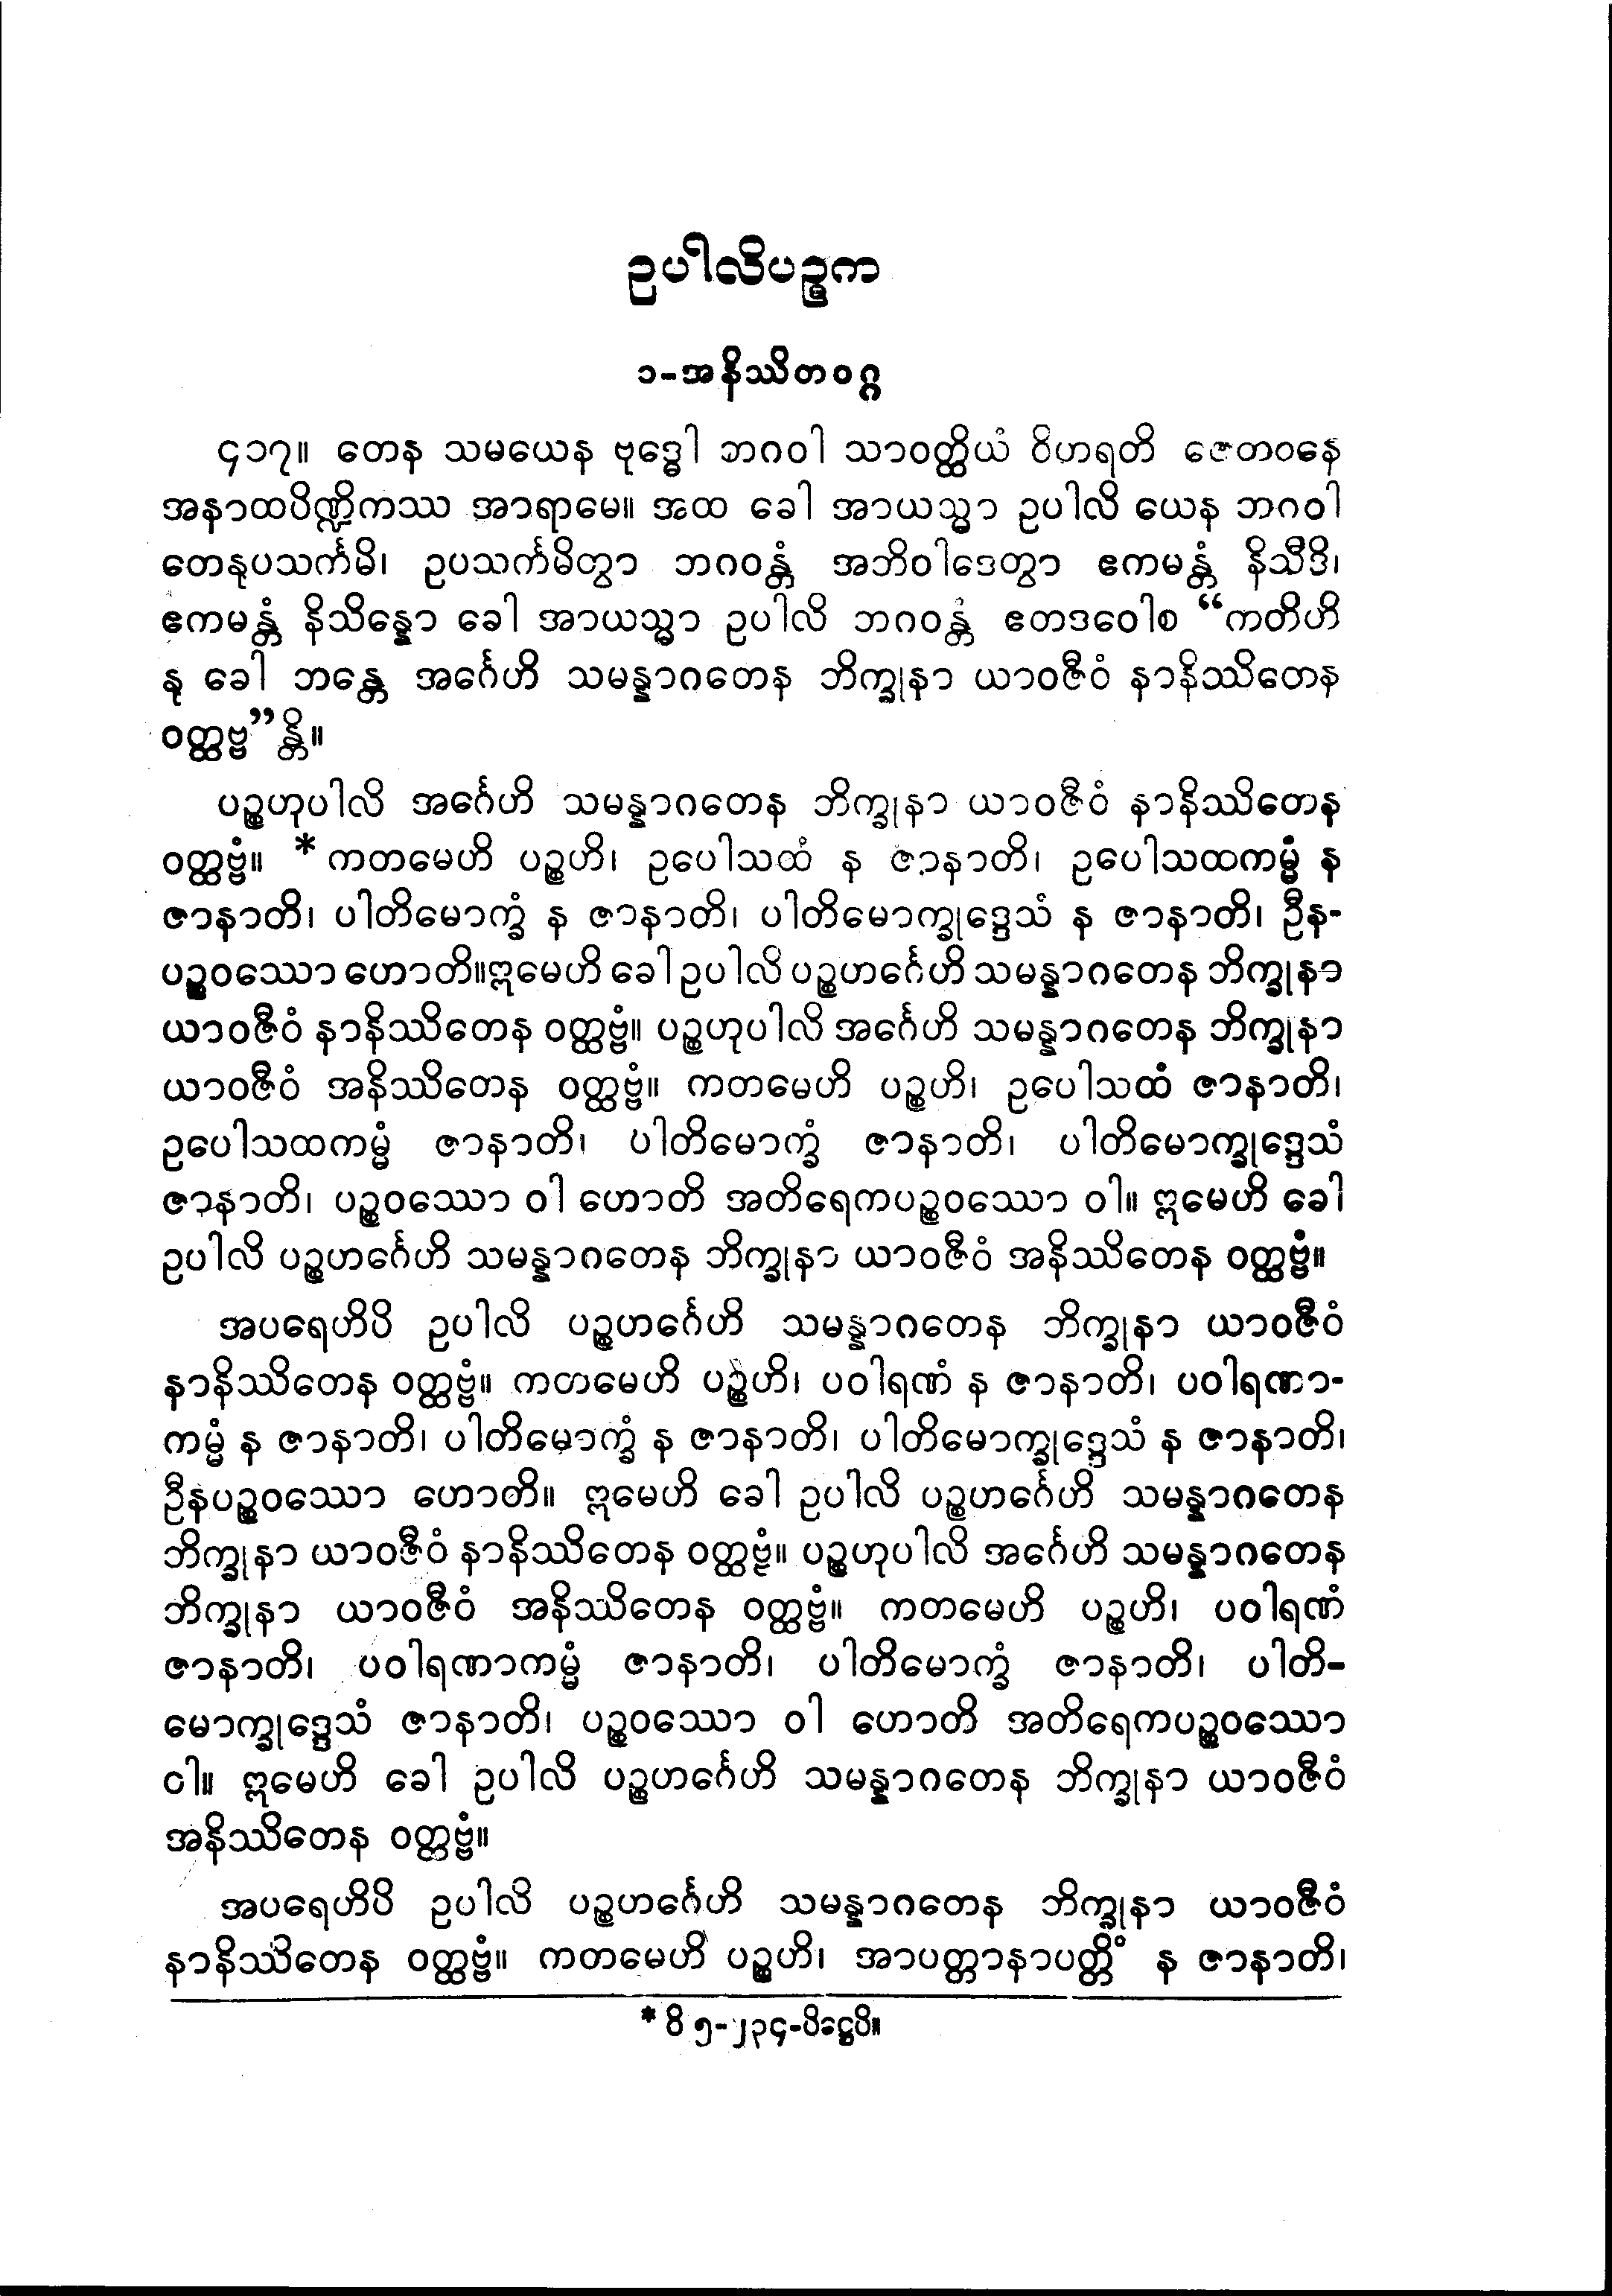 ဥပါလိပဉ္စက
၁-အနိဿိတဝဂ္ဂ
၄၁၇။ တေန သမယေန ဗုဒ္ဓေါ ဘဂဝါ သာဝတ္ထိယံ ဝိဟရတိ ဇေတဝနေ
အနာထပိဏ္ဍိကဿ အာရာမေ။ အထ ခေါ အာယသ္မာ ဥပါလိ ယေန ဘဂဝါ
တေနုပသင်္ကမိ၊ ဥပသင်္ကမိတွာ ဘဂဝန္တံ အဘိဝါဒေတွာ ဧကမန္တံ နိသီဒိ၊
ဧကမန္တံ နိသိန္နော ခေါ အာယသ္မာ ဥပါလိ ဘဂဝန္တံ ဧတဒဝေါစ “ကတိဟိ
နု ခေါ ဘန္တေ အင်္ဂေဟိ သမန္နာဂတေန ဘိက္ခုနာ ယာဝဇီဝံ နာနိဿိတေန
ဝတ္ထဗ္ဗ”န္တိ။
ပဉ္စဟုပါလိ အင်္ဂေဟိ သမန္နာဂတေန ဘိက္ခုနာ ယာဝဇီဝံ နာနိဿိတေန
ဝတ္ထဗ္ဗံ။ * ကတမေဟိ ပဉ္စဟိ၊ ဥပေါသထံ န ဇာနာတိ၊ ဥပေါသထကမ္မံ န
ဇာနာတိ၊ ပါတိမောက္ခံ န ဇာနာတိ၊ ပါတိမောက္ခုဒ္ဒေသံ န ဇာနာတိ၊ ဦန-
ပဉ္စဝဿော ဟောတိ။ဣမေဟိ ခေါ ဥပါလိ ပဉ္စဟင်္ဂေဟိ သမန္နာဂတေန ဘိက္ခုနာ
ယာဝဇီဝံ နာနိဿိတေန ဝတ္ထဗ္ဗံ။ ပဉ္စဟုပါလိ အင်္ဂေဟိ သမန္နာဂတေန ဘိက္ခုနာ
ယာဝဇီဝံ အနိဿိတေန ဝတ္ထဗ္ဗံ။ ကတမေဟိ ပဉ္စဟိ၊ ဥပေါသထံ ဇာနာတိ၊
ဥပေါသထကမ္မံ ဇာနာတိ၊ ပါတိမောက္ခံ ဇာနာတိ၊ ပါတိမောက္ခုဒ္ဒေသံ
ဇာနာတိ၊ ပဉ္စဝဿော ဝါ ဟောတိ အတိရေကပဉ္စဝဿော ဝါ။ ဣမေဟိ ခေါ
ဥပါလိ ပဉ္စဟင်္ဂေဟိ သမန္နာဂတေန ဘိက္ခုနာ ယာဝဇီဝံ အနိဿိတေန ဝတ္ထဗ္ဗံ။
အပရေဟိပိ ဥပါလိ ပဉ္စဟင်္ဂေဟိ သမန္နာဂတေန ဘိက္ခုနာ ယာဝဇီဝံ
နာနိဿိတေန ဝတ္ထဗ္ဗံ။ ကတမေဟိ ပဉ္စဟိ၊ ပဝါရဏံ န ဇာနာတိ၊ ပဝါရဏာ-
ကမ္မံ န ဇာနာတိ၊ ပါတိမောက္ခံ န ဇာနာတိ၊ ပါတိမောက္ခုဒ္ဒေသံ န ဇာနာတိ၊
ဦနပဉ္စဝဿော ဟောတိ။ ဣမေဟိ ခေါ ဥပါလိ ပဉ္စဟင်္ဂေဟိ သမန္နာဂတေန
ဘိက္ခုနာ ယာဝဇီဝံ နာနိဿိတေန ဝတ္ထဗ္ဗံ။ ပဉ္စဟုပါလိ အင်္ဂေဟိ သမန္နာဂတေန
ဘိက္ခုနာ ယာဝဇီဝံ အနိဿိတေန ဝတ္ထဗ္ဗံ။ ကတမေဟိ ပဉ္စဟိ၊ ပဝါရဏံ
ဇာနာတိ၊ ပဝါရဏာကမ္မံ ဇာနာတိ၊ ပါတိမောက္ခံ ဇာနာတိ၊ ပါတိ-
မောက္ခုဒ္ဒေသံ ဇာနာတိ၊ ပဉ္စဝဿော ဝါ ဟောတိ အတိရေကပဉ္စဝဿော
ဝါ။ ဣမေဟိ ခေါ ဥပါလိ ပဉ္စဟင်္ဂေဟိ သမန္နာဂတေန ဘိက္ခုနာ ယာဝဇီဝံ
အနိဿိတေန ဝတ္ထဗ္ဗံ။
အပရေဟိပိ ဥပါလိ ပဉ္စဟင်္ဂေဟိ သမန္နာဂတေန ဘိက္ခုနာ ယာဝဇီဝံ
နာနိဿိတေန ဝတ္ထဗ္ဗံ။ ကတမေဟိ ပဉ္စဟိ၊ အာပတ္တာနာပတ္တိံ န ဇာနာတိ၊
* ဝိ ၅-၂၃၄-ပိဋ္ဌေပိ။